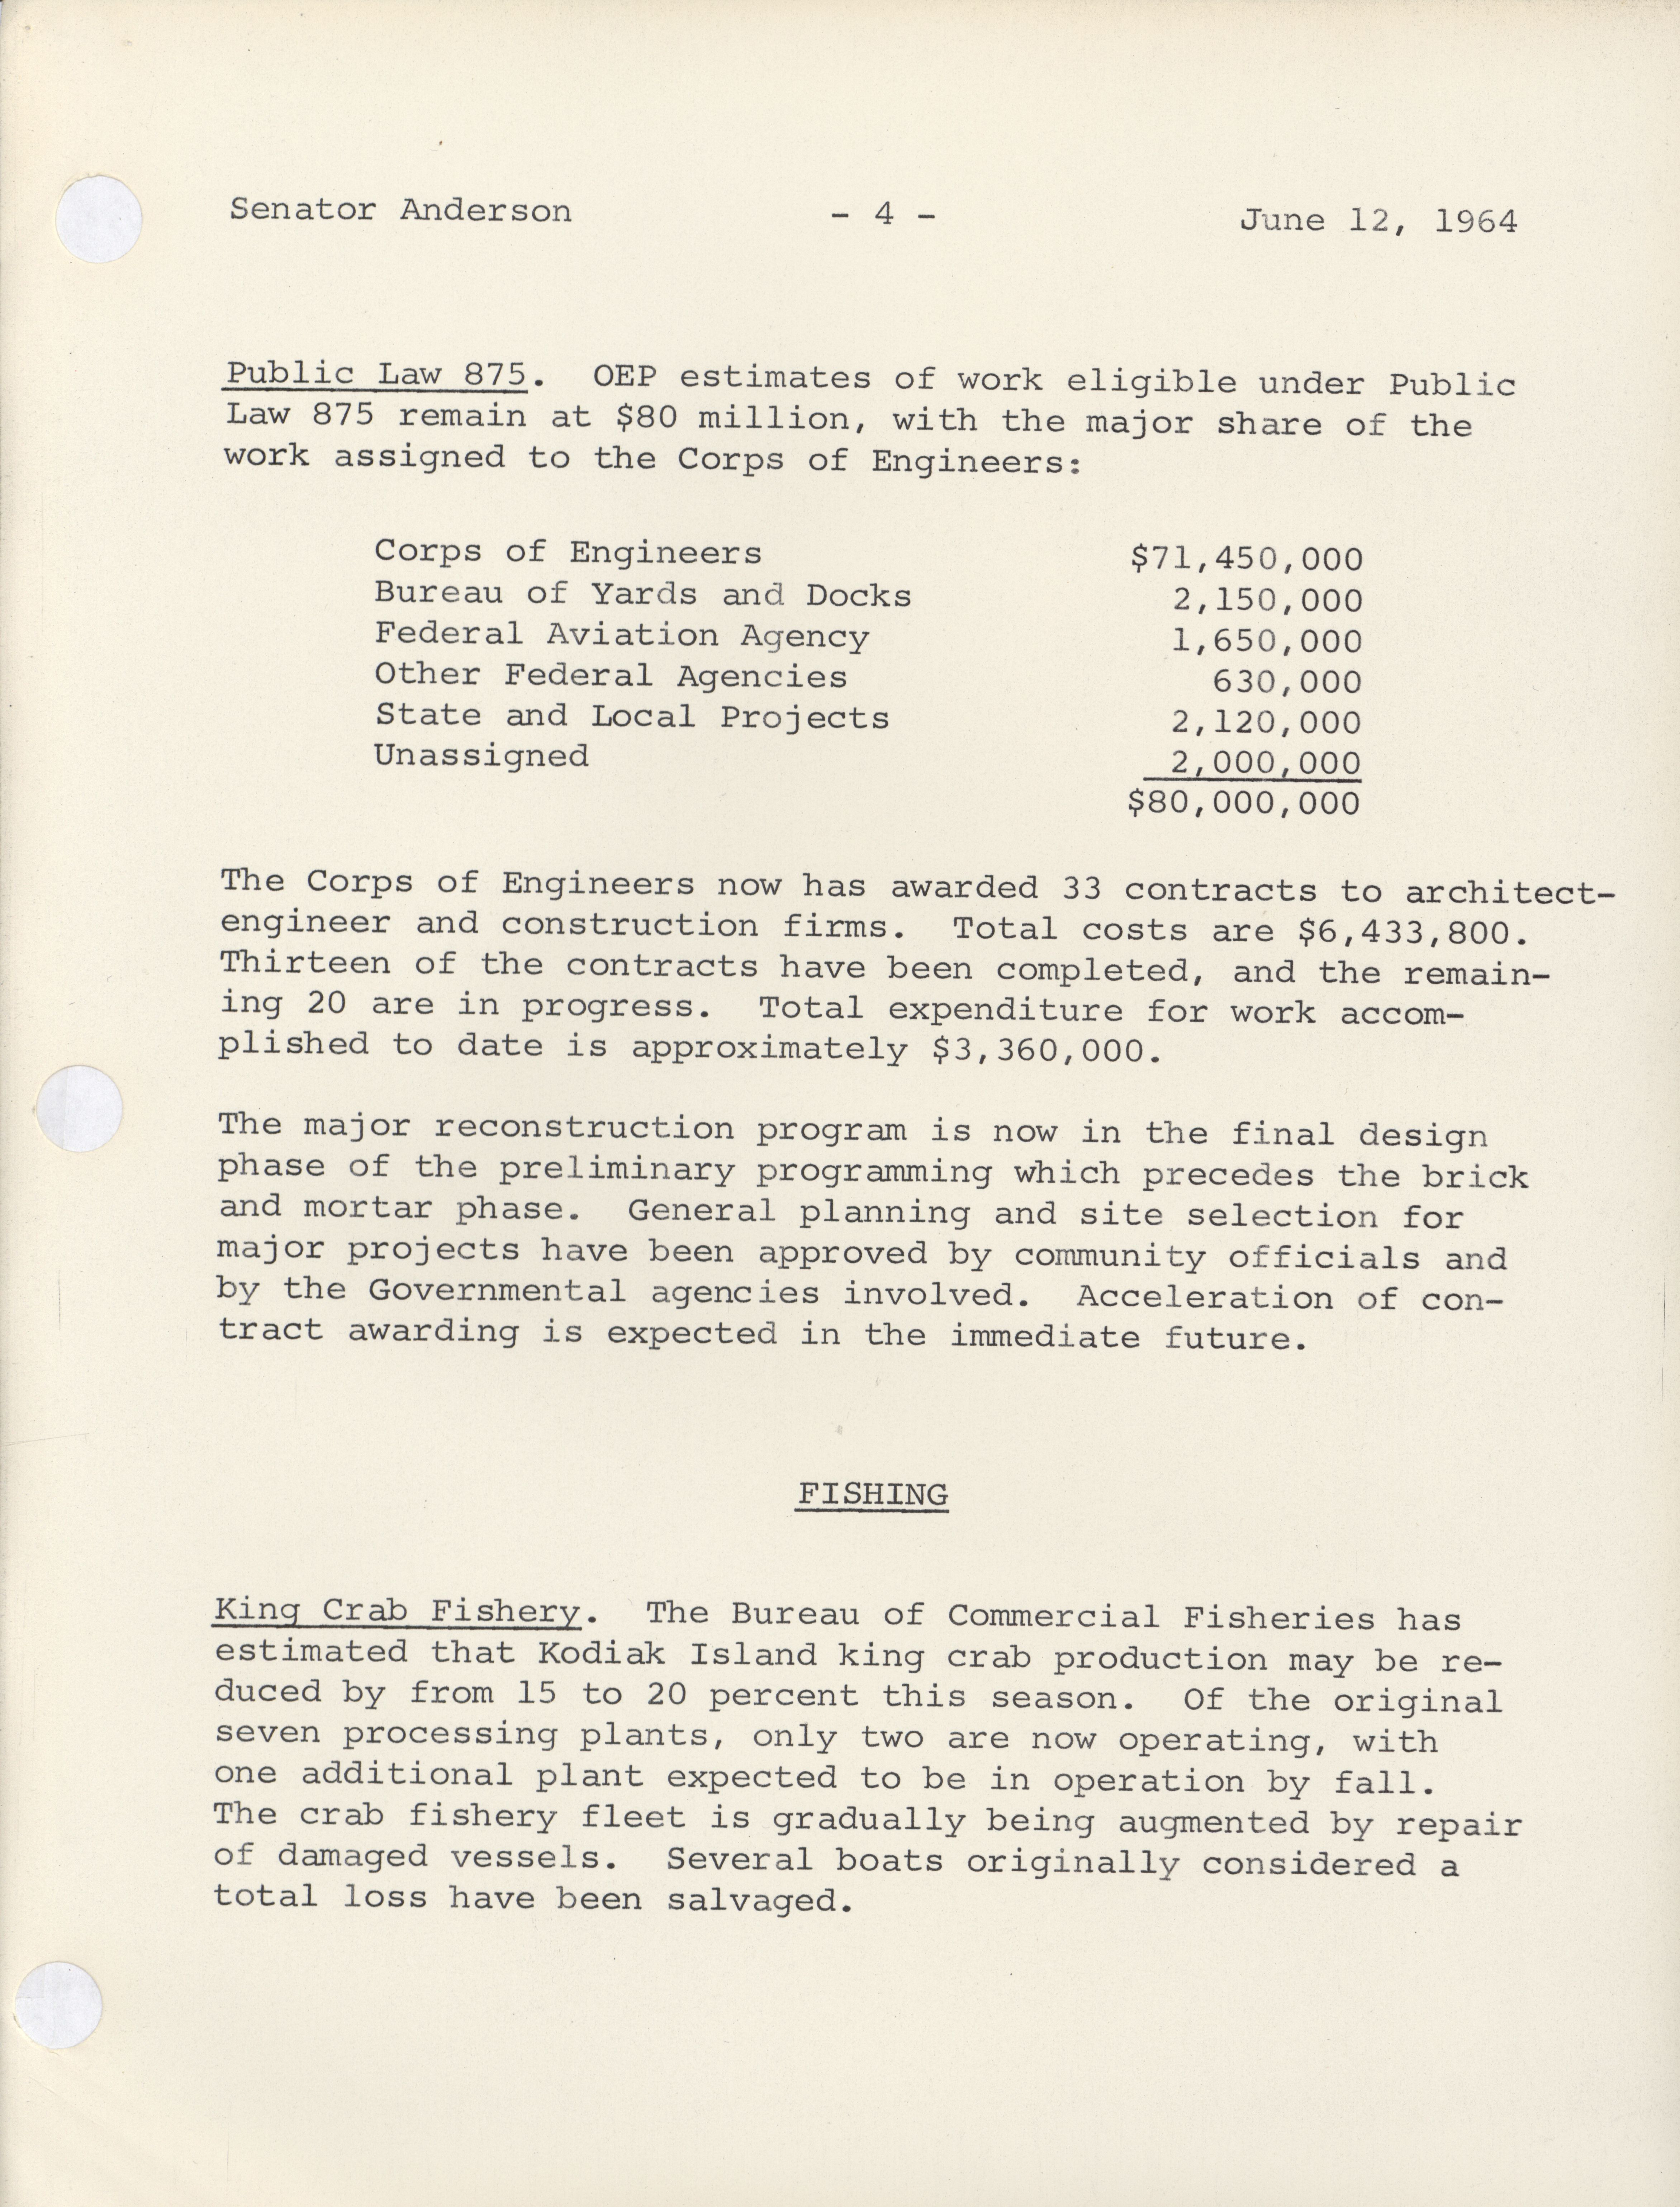 Senator Anderson - 4 - June 12, 1964
Public Law 875. OEP estimates of work eligible under Public
Law 875 remain at $80 million, with the major share of the
work assigned to the Corps of Engineers:
Corps of Engineers $71,450,000
Bureau of Yards and Docks 2,150,000
Federal Aviation Agency 1,650,000
Other Federal Agencies 630,000
State and Local Projects 2,120,000
Unassigned 2,000,000
$80,000,000
The Corps of Engineers now has awarded 33 contracts to architect-
engineer and construction firms. Total costs are $6,433,800.
Thirteen of the contracts have been completed, and the remain-
ing 20 are in progress. Total expenditure for work accom-
plished to date is approximately $3,360,000.
The major reconstruction program is now in the final design
phase of the preliminary programming which precedes the brick
and mortar phase. General planning and site selection for
major projects have been approved by community officials and
by the Governmental agencies involved. Acceleration of con-
tract awarding is expected in the immediate future.
FISHING
King Crab Fishery. The Bureau of Commercial Fisheries has
estimated that Kodiak Island king crab production may be re-
duced by from 15 to 20 percent this season. Of the original
seven processing plants, only two are now operating, with
one additional plant expected to be in operation by fall.
The crab fishery fleet is gradually being augmented by repair
of damaged vessels. Several boats originally considered a
total loss have been salvaged.